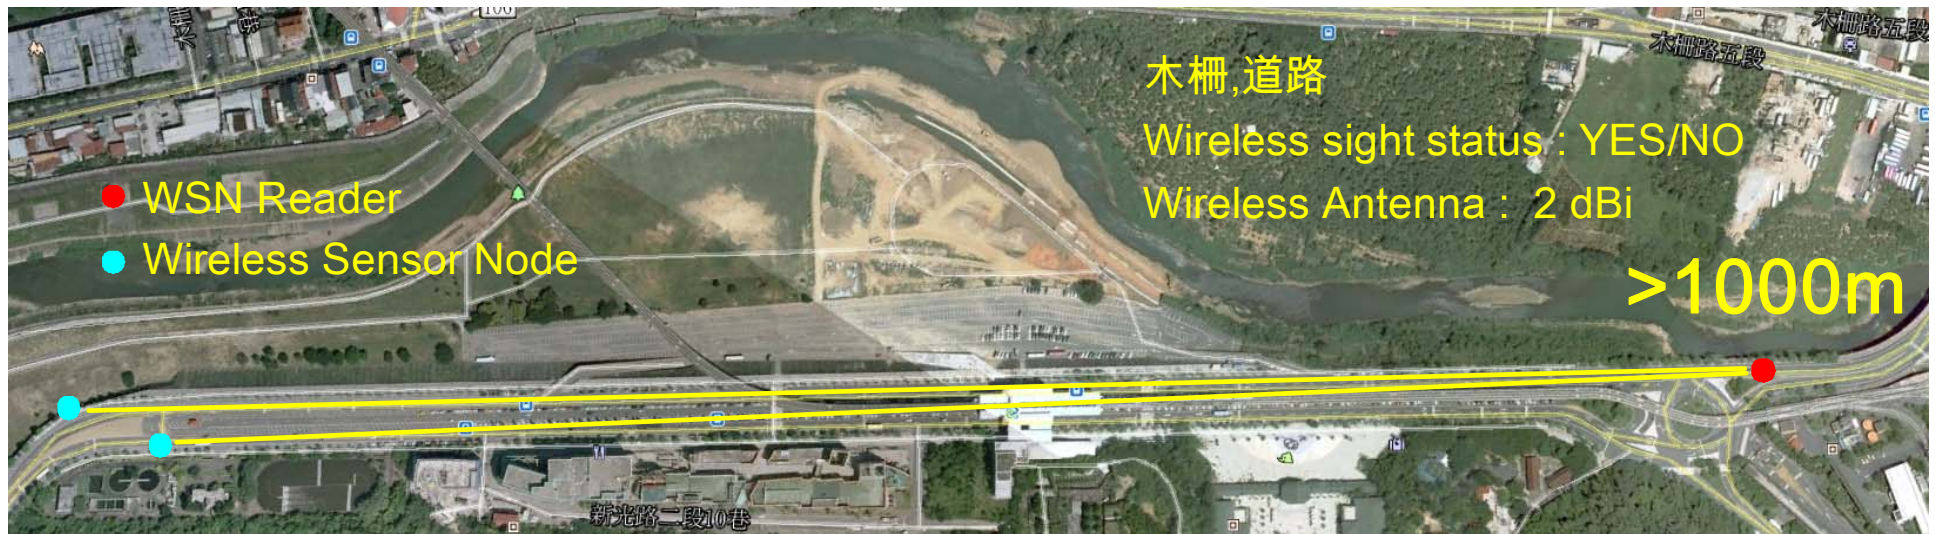 106
木柵路五段
木柵路五段
木柵,道路
Wireless sight status : YES/NO
Wireless Antenna : 2 dBi
WSN Reader
Wireless Sensor Node
>1000m
新光路二段10巷